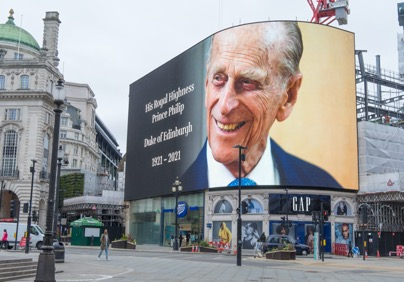 His Royal Highness
Prince Philip
Duke of Edinburgh
1921 - 2021
GAP